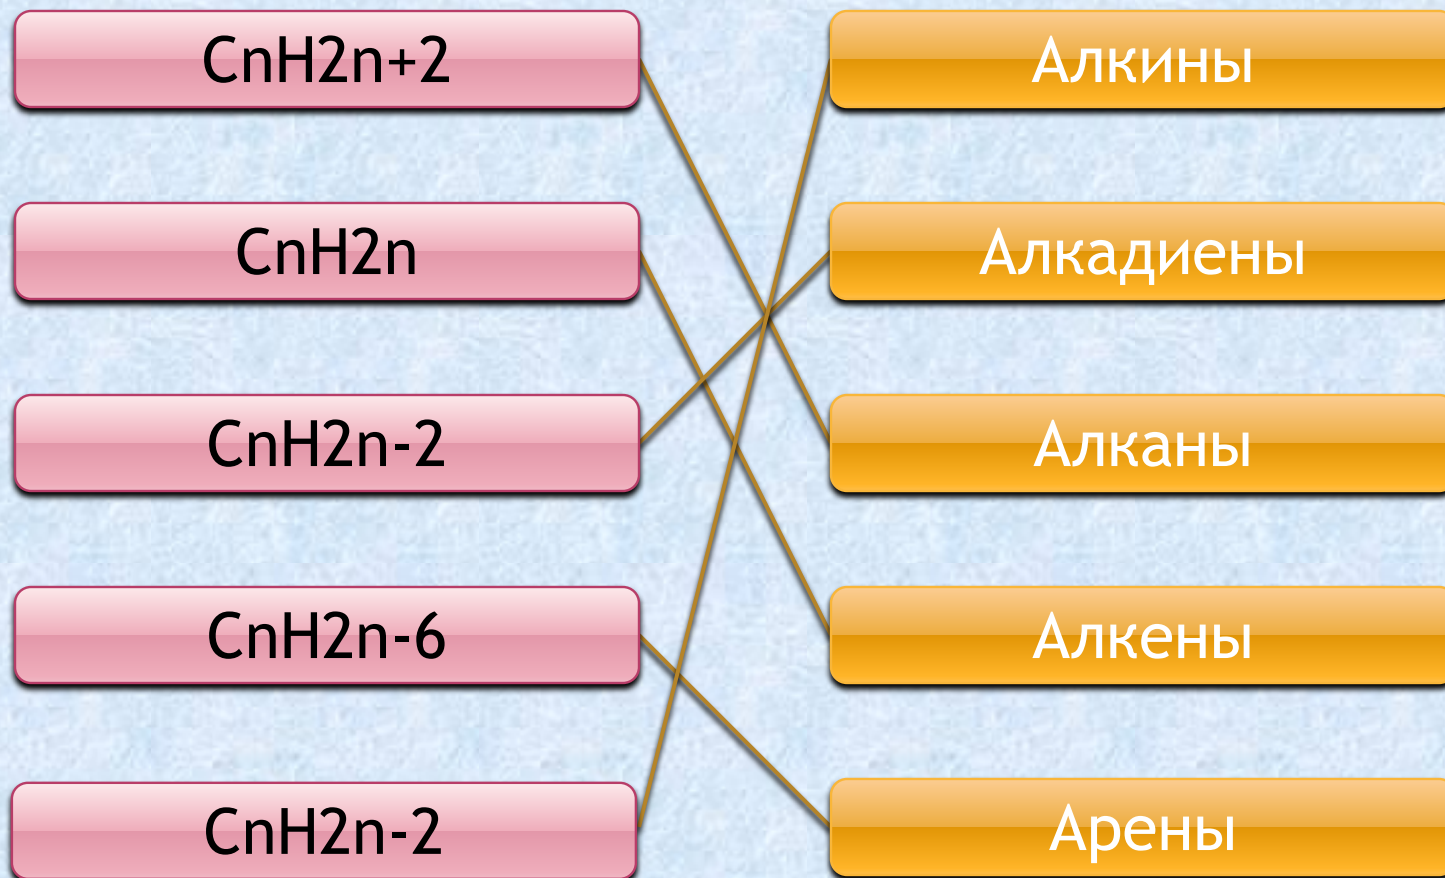 CnH2n+2
Алкины
CnH2n
Алкадиены
CnH2n-2
Алканы
CnH2n-6
Алкены
CnH2n-2
Арены